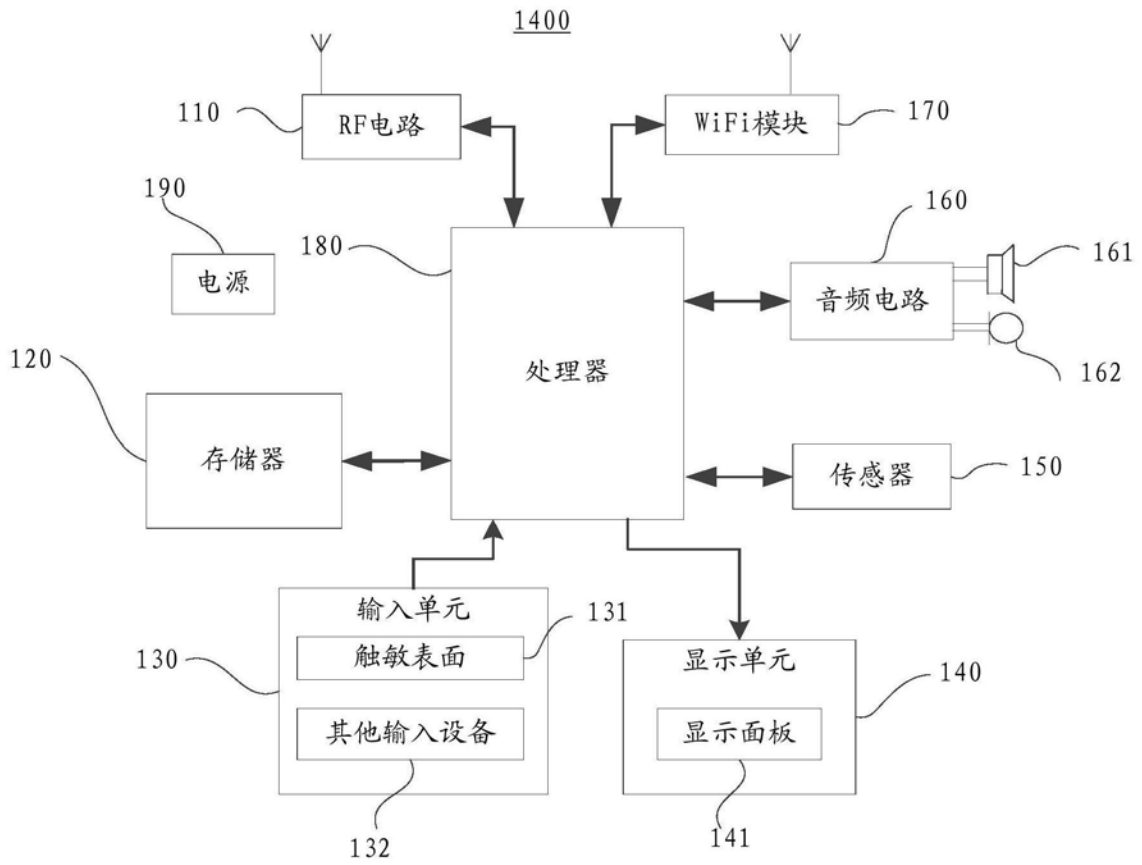 1400
110
RF电路
WiFi模块
170
190
电源
180
160
161
音频电路
162
处理器
120
存储器
传感器
150
输入单元
131
触敏表面
130
其他输入设备
132
显示单元
140
显示面板
141